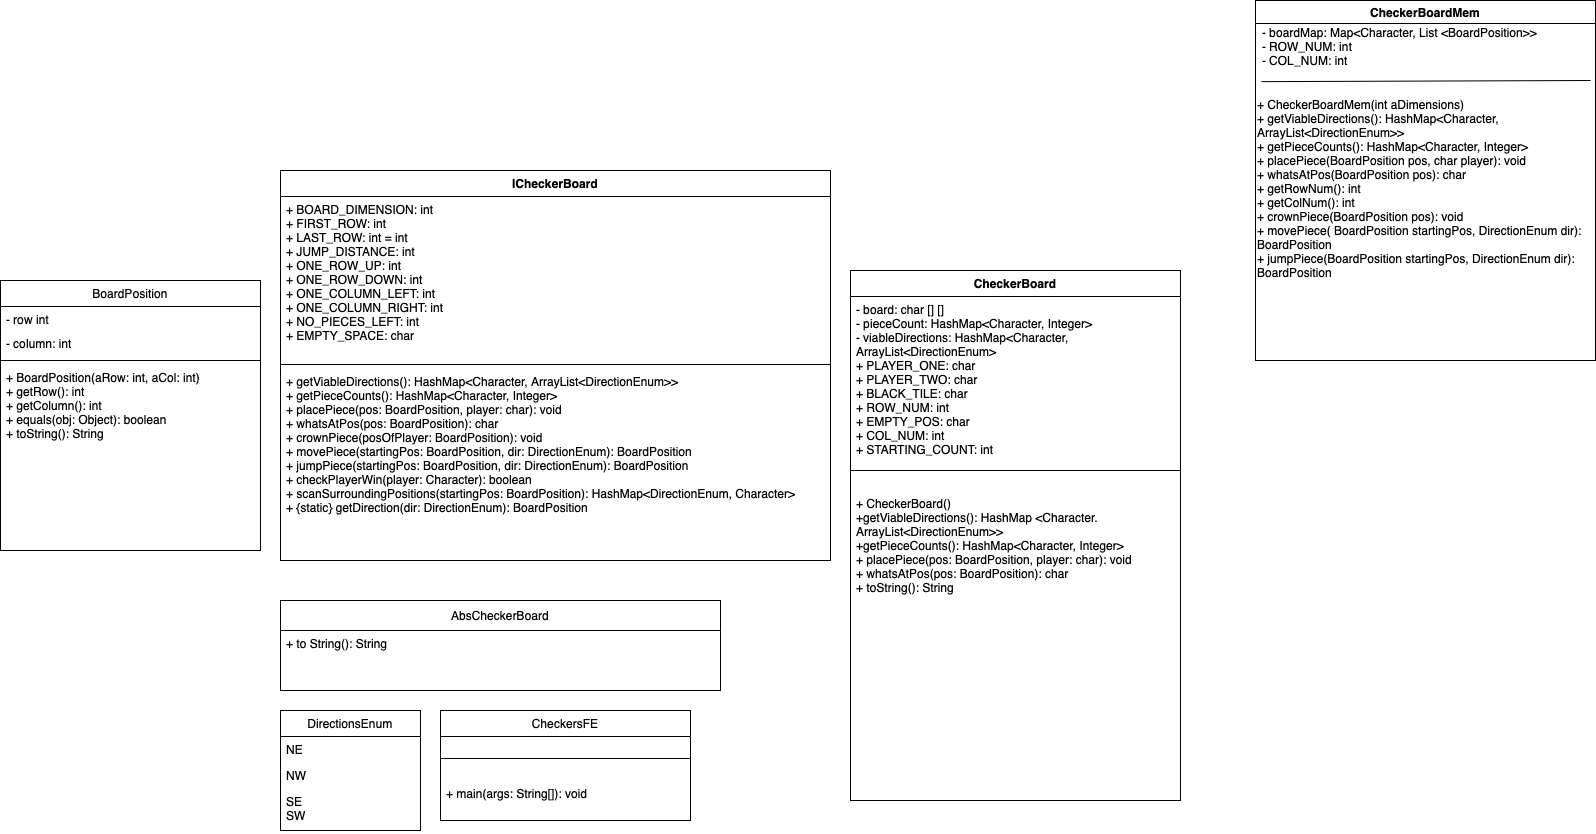 BoardPosition
- row int
- column: int
+ BoardPosition(aRow: int, aCol: int)
+ getRow(): int
+ getColumn(): int
+ equals(obj: Object): boolean
+ toString(): String
ICheckerBoard
+ BOARD_DIMENSION: int
+ FIRST_ROW: int
+ LAST_ROW: int = int
+ JUMP_DISTANCE: int
+ ONE_ROW_UP: int
+ ONE_ROW_DOWN: int
+ ONE_COLUMN_LEFT: int
+ ONE_COLUMN_RIGHT: int
+ NO_PIECES_LEFT: int
+ EMPTY_SPACE: char
+ getViableDirections(): HashMap<Character, ArrayList<DirectionEnum>>
+ getPieceCounts(): HashMap<Character, Integer>
+ placePiece(pos: BoardPosition, player: char): void
+ whatsAtPos(pos: BoardPosition): char
+ crownPiece(posOfPlayer: BoardPosition): void
+ movePiece(startingPos: BoardPosition, dir: DirectionEnum): BoardPosition
+ jumpPiece(startingPos: BoardPosition, dir: DirectionEnum): BoardPosition
+ checkPlayerWin(player: Character): boolean
+ scanSurroundingPositions(startingPos: BoardPosition): HashMap<DirectionEnum, Character>
+ {static} getDirection(dir: DirectionEnum): BoardPosition
AbsCheckerBoard
+ to String(): String
DirectionsEnum
NE
NW
SE
SW
CheckersFE
+ main(args: String[]): void
CheckerBoard
- board: char [] []
- pieceCount: HashMap<Character, Integer>
- viableDirections: HashMap<Character,
ArrayList<DirectionEnum>
+ PLAYER_ONE: char
+ PLAYER_TWO: char
+ BLACK_TILE: char
+ ROW_NUM: int
+ EMPTY_POS: char
+ COL_NUM: int
+ STARTING_COUNT: int
+ CheckerBoard()
+getViableDirections(): HashMap <Character.
ArrayList<DirectionEnum>>
+getPieceCounts(): HashMap<Character, Integer>
+ placePiece(pos: BoardPosition, player: char): void
+ whatsAtPos(pos: BoardPosition): char
+ toString(): String
CheckerBoardMem
- boardMap: Map<Character, List <BoardPosition>>
- ROW_NUM: int
- COL_NUM: int
+ CheckerBoardMem(int aDimensions)
+ getViableDirections(): HashMap<Character,
ArrayList<DirectionEnum>>
+ getPieceCounts(): HashMap<Character, Integer>
+ placePiece(BoardPosition pos, char player): void
+ whatsAtPos(BoardPosition pos): char
+ getRowNum(): int
+ getColNum(): int
+ crownPiece(BoardPosition pos): void
+ movePiece( BoardPosition startingPos, DirectionEnum dir):
BoardPosition
+ jumpPiece(BoardPosition startingPos, DirectionEnum dir):
BoardPosition